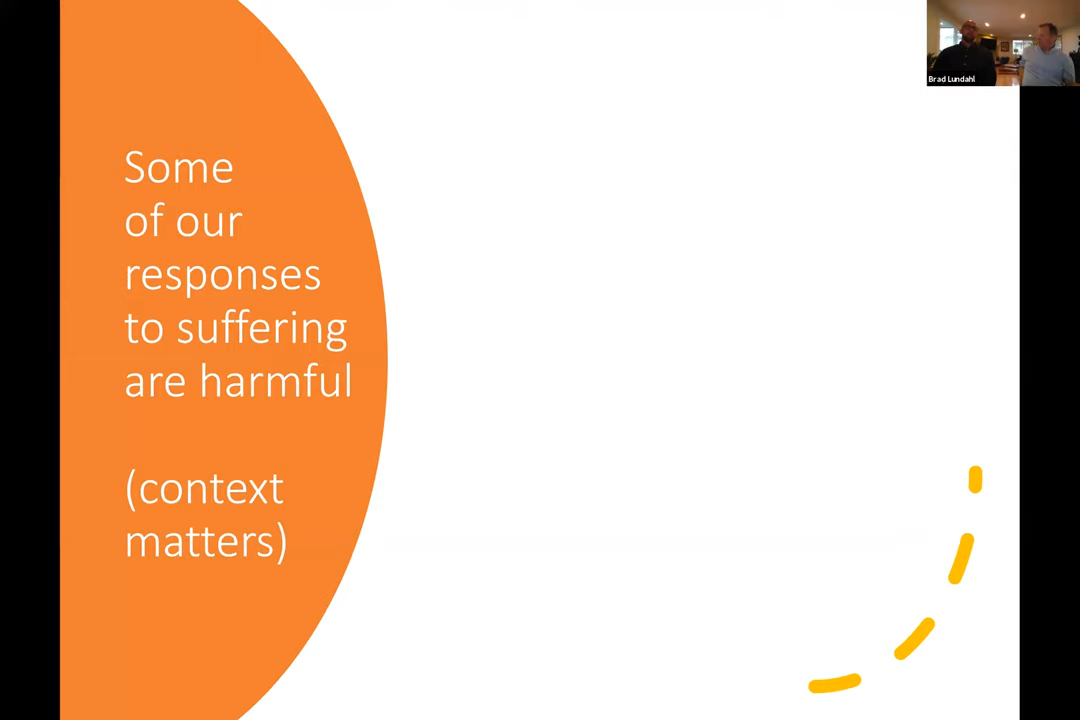 Some
of our
responses
to suffering
are harmful
(context
matters)
Brad Lundahl